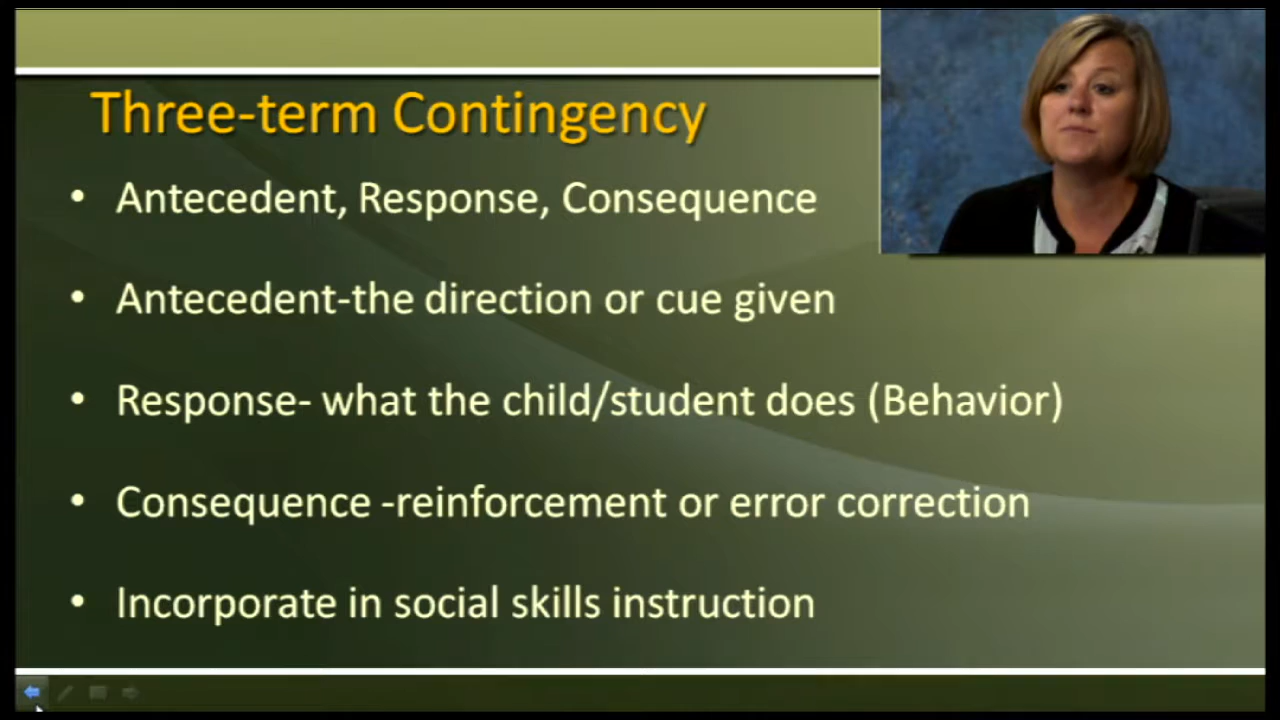 Three-term Contingency
• Antecedent, Response, Consequence
• Antecedent-the direction or cue given
• Response- what the child/student does (Behavior)
• Consequence -reinforcement or error correction
• Incorporate in social skills instruction